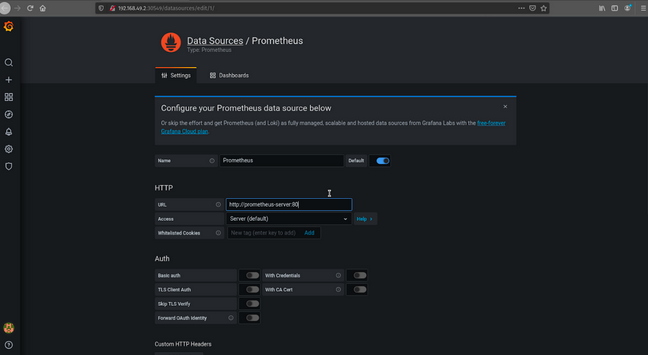 192.168.49.2:30549/datasources/edit/1/
Data Sources / Prometheus
Type: Prometheus
Settings
Dashboards
Configure your Prometheus data source below
Or skip the effort and get Prometheus (and Loki) as fully managed, scalable and hosted data sources from Grafana Labs with the free-forever
Grafana Cloud plan.
Name
Prometheus
Default
HTTP
URL
http://prometheus-server:80
Access
Server (default)
Help
Whitelisted Cookies
New tag (enter key to add)
Add
Auth
Basic auth
With Credentials
TLS Client Auth
With CA Cert
Skip TLS Verify
Forward OAuth Identity
Custom HTTP Headers